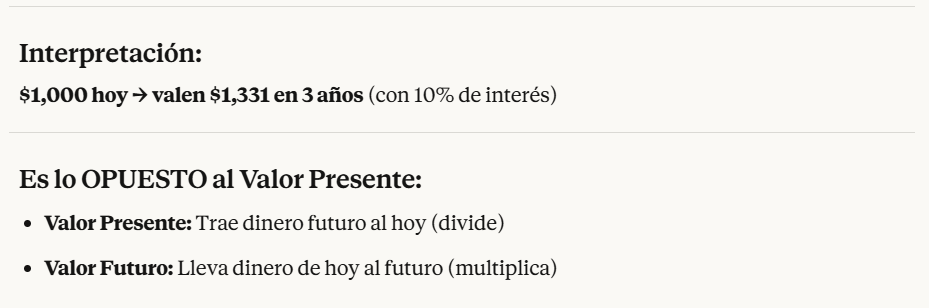 Interpretación:
$1,000 hoy → valen $1,331 en 3 años (con 10% de interés)
Es lo OPUESTO al Valor Presente:
• Valor Presente: Trae dinero futuro al hoy (divide)
• Valor Futuro: Lleva dinero de hoy al futuro (multiplica)